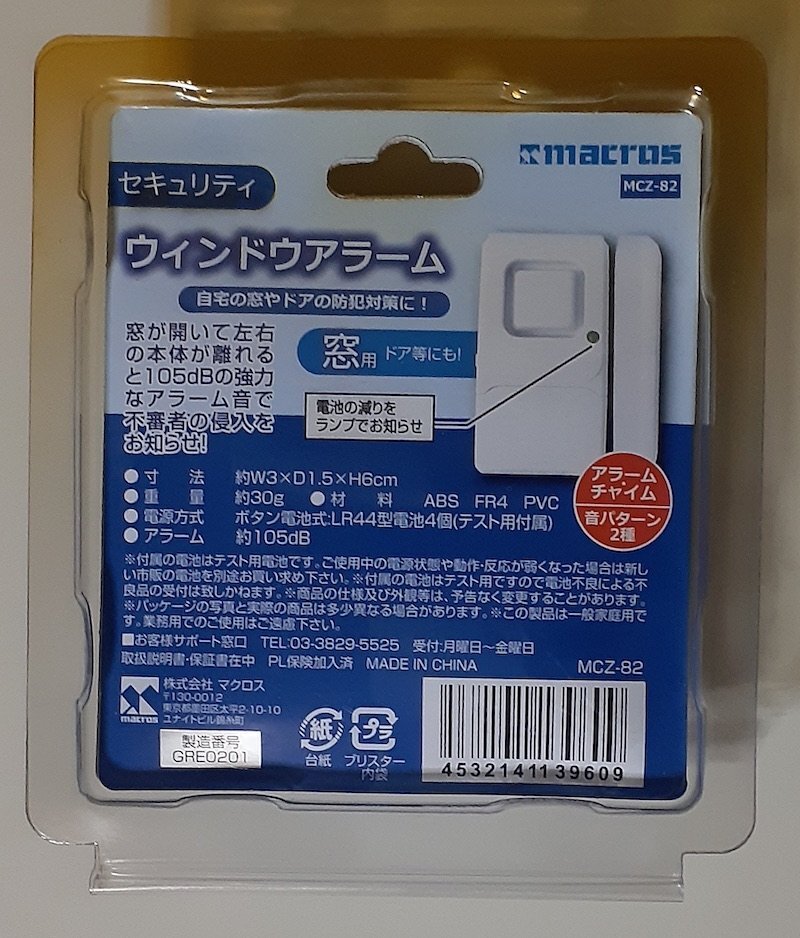 macros
MCZ-82
セキュリティ
ウィンドウアラーム
自宅の窓やドアの防犯対策に!
窓用 ドア等にも!
窓が開いて左右
の本体が離れる
と105dBの強力
なアラーム音で
不審者の侵入を
お知らせ!
電池の減りを
ランプでお知らせ
アラーム・
チャイム
音パターン
2種
●寸 法 約W3×D1.5×H6cm
●重 量 約30g ●材 料 ABS FR4 PVC
●電源方式 ボタン電池式:LR44型電池4個(テスト用付属)
●アラーム 約105dB
※付属の電池はテスト用電池です。ご使用中の電源状態や動作・反応が弱くなった場合は新し
い市販の電池を別途お買い求め下さい。※付属の電池はテスト用ですので電池不良による不
良品の受付は致しかねます。※商品の仕様及び外観等は、予告なく変更することがあります。
※パッケージの写真と実際の商品は多少異なる場合があります。※この製品は一般家庭用で
す。業務用でのご使用はご遠慮下さい。
■お客様サポート窓口 TEL:03-3829-5525 受付:月曜日〜金曜日
取扱説明書・保証書在中 PL保険加入済 MADE IN CHINA
MCZ-82
macros
株式会社 マクロス
〒130-0012
東京都墨田区太平2-10-10
ユナイトビル錦糸町
製造番号
GRE0201
紙
台紙
プラ
ブリスター
内袋
4532141139609